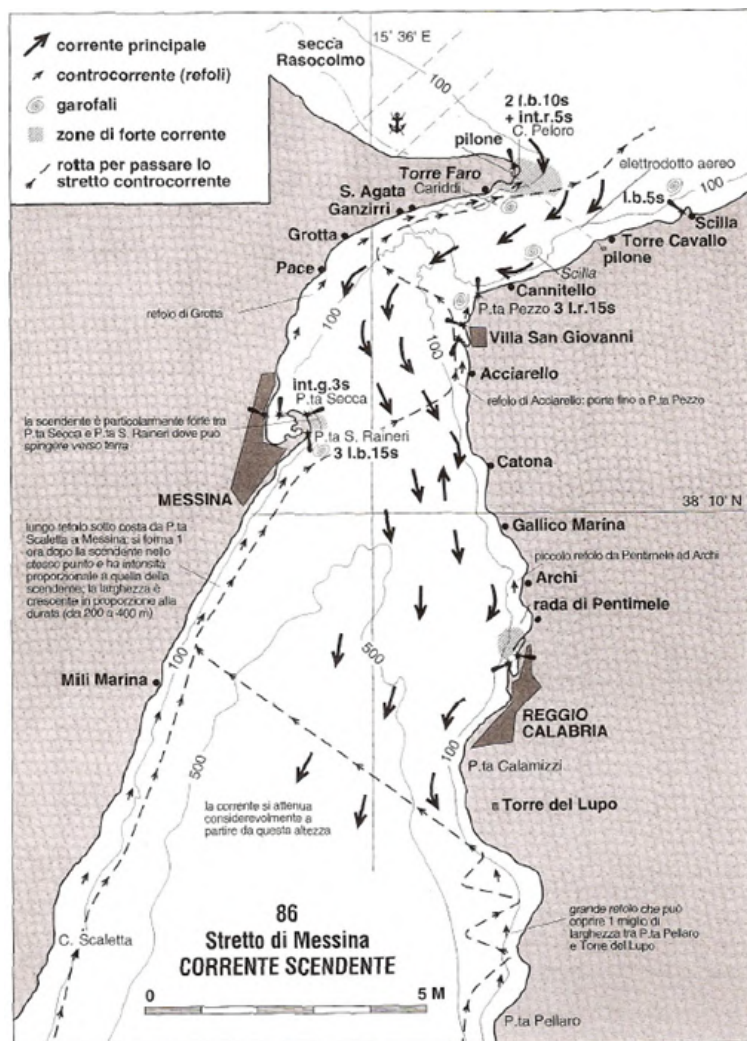 corrente principale
controcorrente (refoli)
garofali
zone di forte corrente
rotta per passare lo
stretto controcorrente
secca
Rasocolmo
15° 36' E
100
2 l.b.10s
+ int.r.5s
C. Peloro
pilone
elettrodotto aereo
Torre Faro
Cariddi
S. Agata
Ganzirri
l.b.5s
100
Scilla
Grotta
Torre Cavallo
pilone
Pace
Scilla
Cannitello
P.ta Pezzo 3 l.r.15s
refolo di Grotta
100
100
Villa San Giovanni
Acciarello
int.g.3s
P.ta Secca
refolo di Acciarello: porta fino a P.ta Pezzo
la scendente è particolarmente forte tra
P.ta Secca e P.ta S. Raineri dove può
spingere verso terra
P.ta S. Raineri
3 l.b.15s
Catona
MESSINA
38° 10' N
lungo refolo sotto costa da P.ta
Scaletta a Messina: si forma 1
ora dopo la scendente nello
stesso punto e ha intensità
proporzionale a quella della
scendente; la larghezza è
crescente in proporzione alla
durata (da 200 a 400 m)
Gallico Marina
piccolo refolo da Pentimele ad Archi
Archi
rada di Pentimele
100
500
Mili Marina
REGGIO
CALABRIA
500
100
P.ta Calamizzi
la corrente si attenua
considerevolmente a
partire da questa altezza
Torre del Lupo
86
Stretto di Messina
CORRENTE SCENDENTE
grande refolo che può
coprire 1 miglio di
larghezza tra P.ta Pellaro
e Torre del Lupo
C. Scaletta
0
5 M
P.ta Pellaro